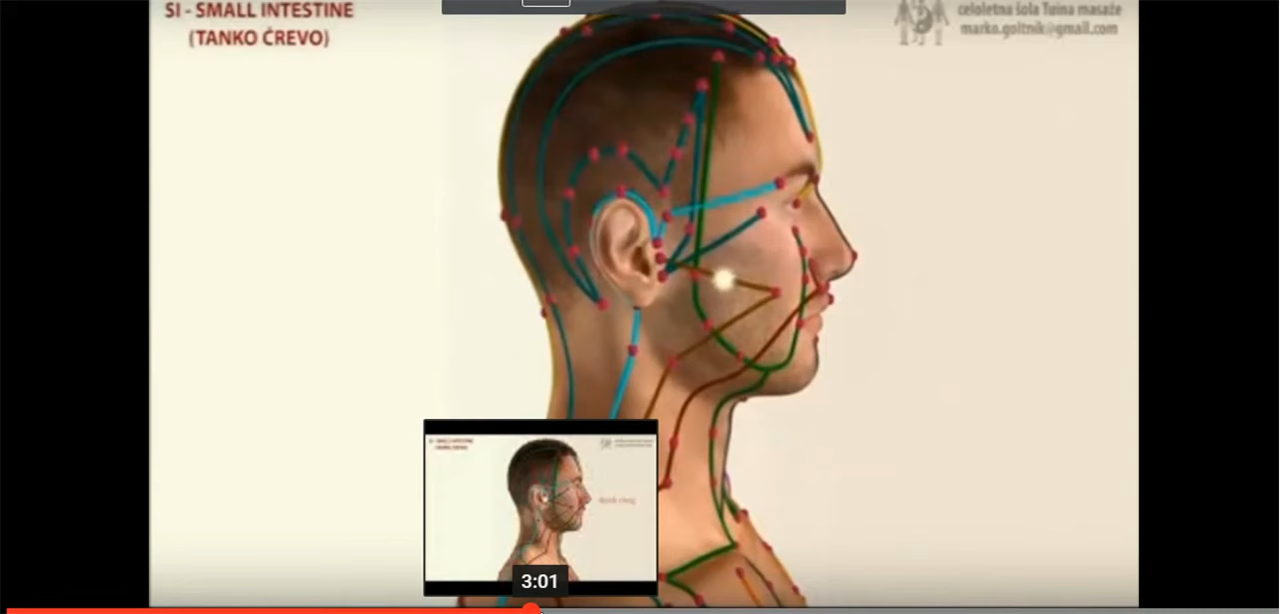 SI - SMALL INTESTINE
(TANKO ČREVO)
celoletna šola Tuina masaže
marko.goltnik@gmail.com
3:01